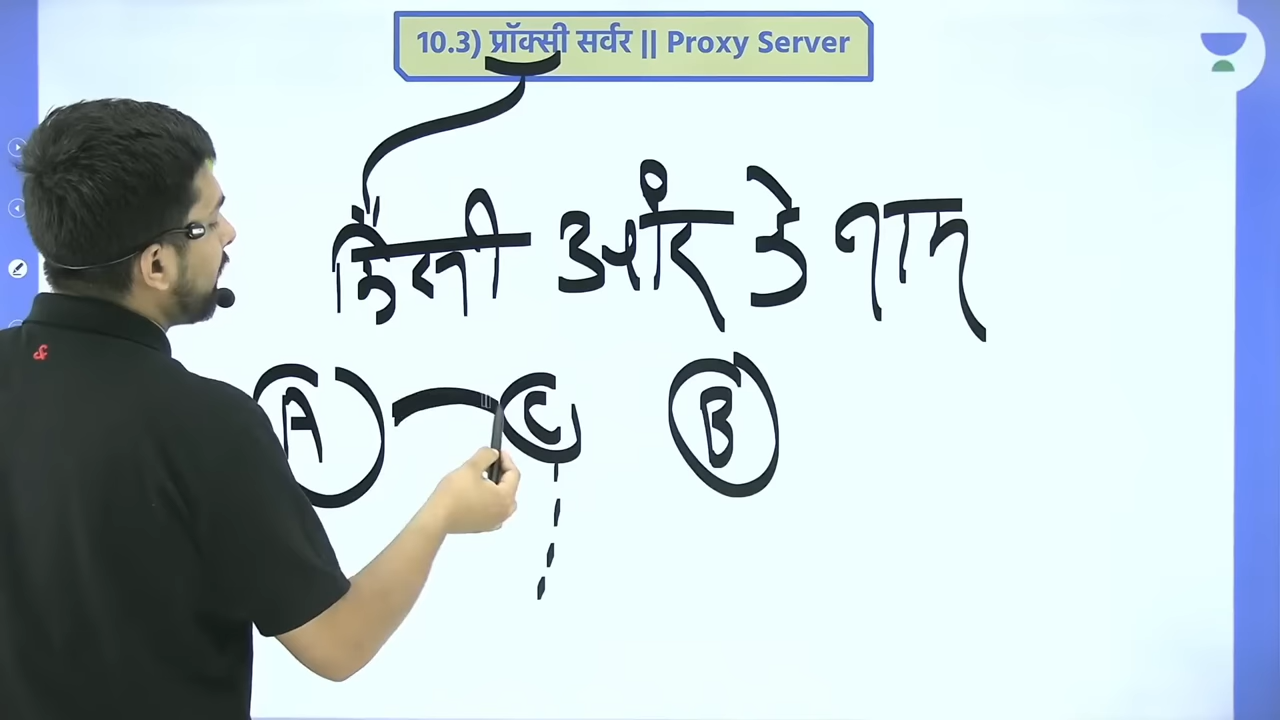 10.3) प्रॉक्सी सर्वर || Proxy Server
किसी और के नाम
A C B